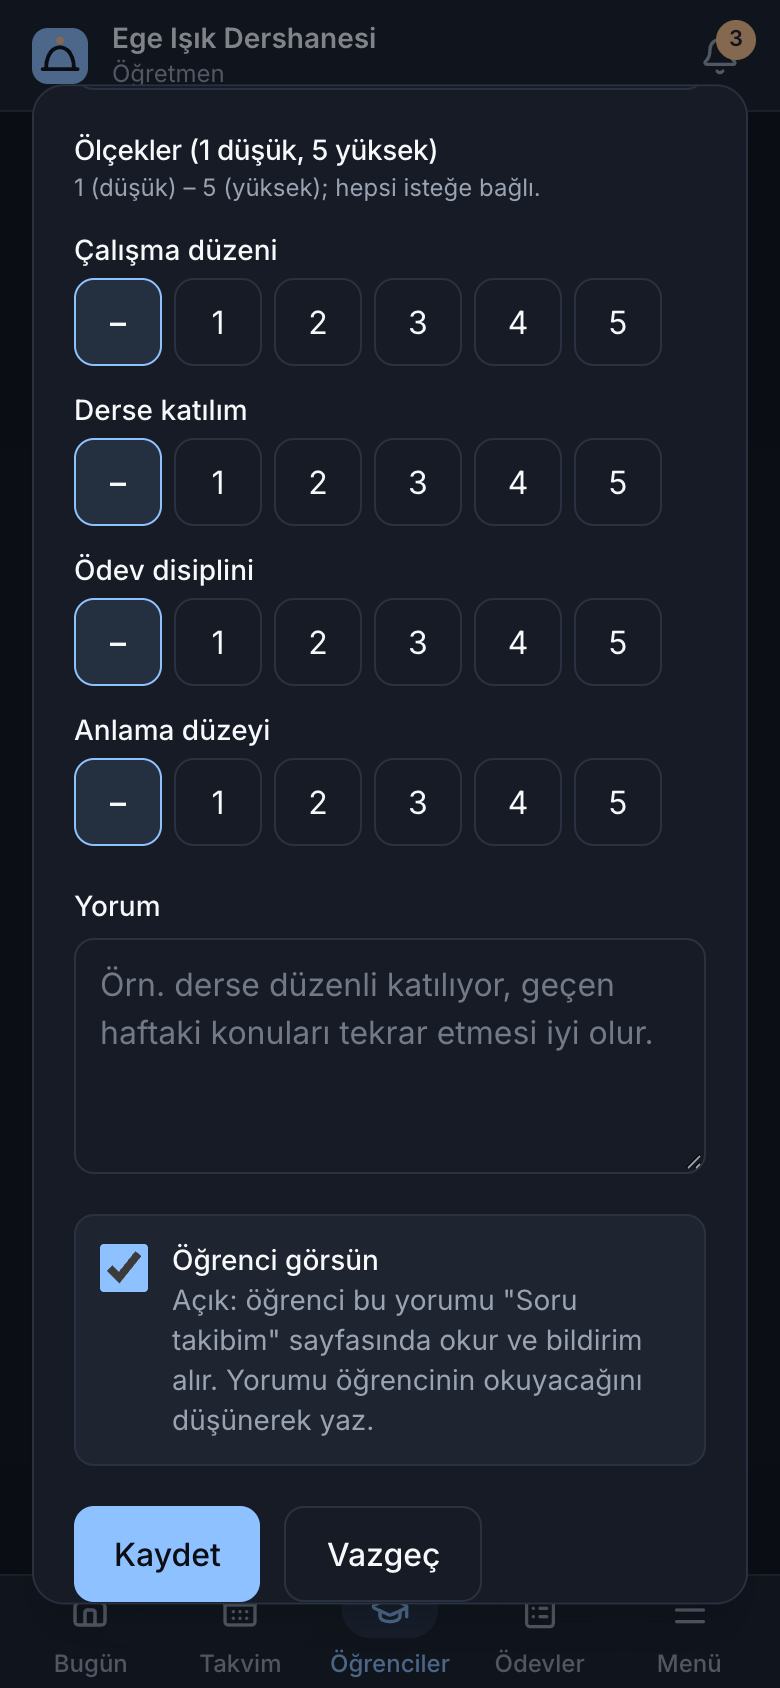 Ege Işık Dershanesi
Öğretmen
3
Ölçekler (1 düşük, 5 yüksek)
1 (düşük) – 5 (yüksek); hepsi isteğe bağlı.
Çalışma düzeni
– 1 2 3 4 5
Derse katılım
– 1 2 3 4 5
Ödev disiplini
– 1 2 3 4 5
Anlama düzeyi
– 1 2 3 4 5
Yorum
Örn. derse düzenli katılıyor, geçen
haftaki konuları tekrar etmesi iyi olur.
Öğrenci görsün
Açık: öğrenci bu yorumu "Soru
takibim" sayfasında okur ve bildirim
alır. Yorumu öğrencinin okuyacağını
düşünerek yaz.
Kaydet Vazgeç
Bugün Takvim Öğrenciler Ödevler Menü